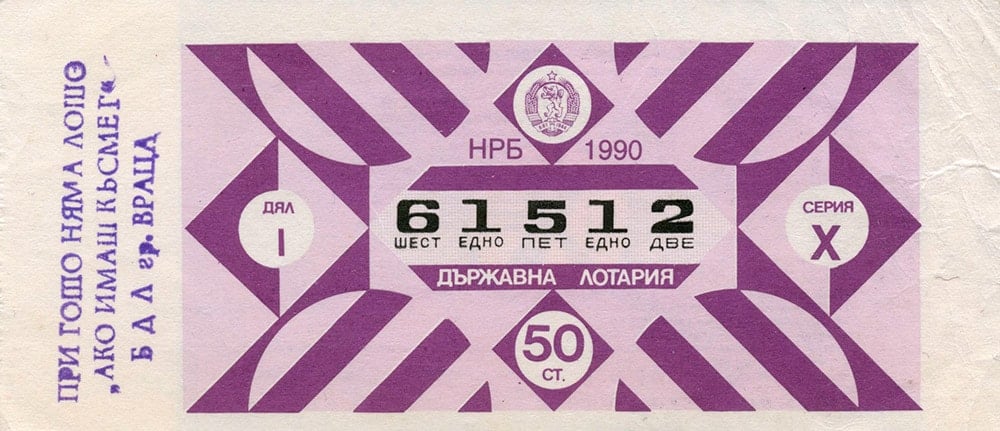 ПРИ ГОШО НЯМА ЛОШО
„АКО ИМАШ КЪСМЕТ“ -
БДЛ гр. ВРАЦА
НРБ 1990
ДЯЛ
I
61512
ШЕСТ ЕДНО ПЕТ ЕДНО ДВЕ
СЕРИЯ
X
ДЪРЖАВНА ЛОТАРИЯ
50
СТ.